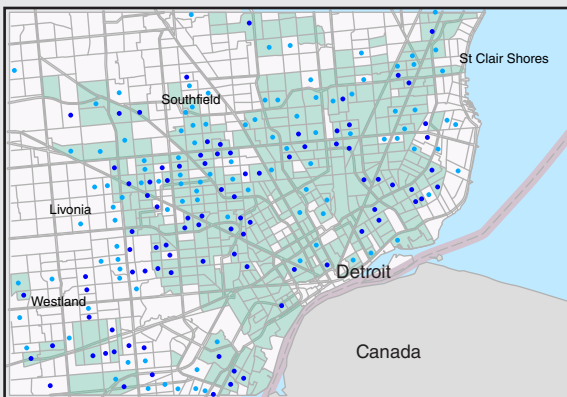 St Clair Shores
Southfield
Livonia
Detroit
Westland
Canada